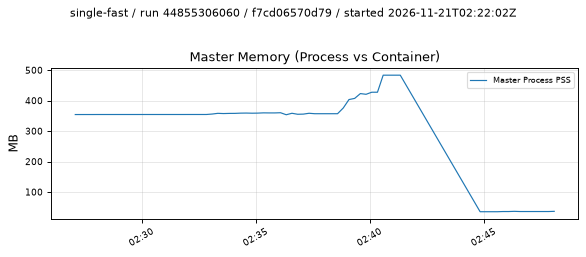 single-fast / run 44855306060 / f7cd06570d79 / started 2026-11-21T02:22:02Z
Master Memory (Process vs Container)
Master Process PSS
MB
500
400
300
200
100
02:30
02:35
02:40
02:45